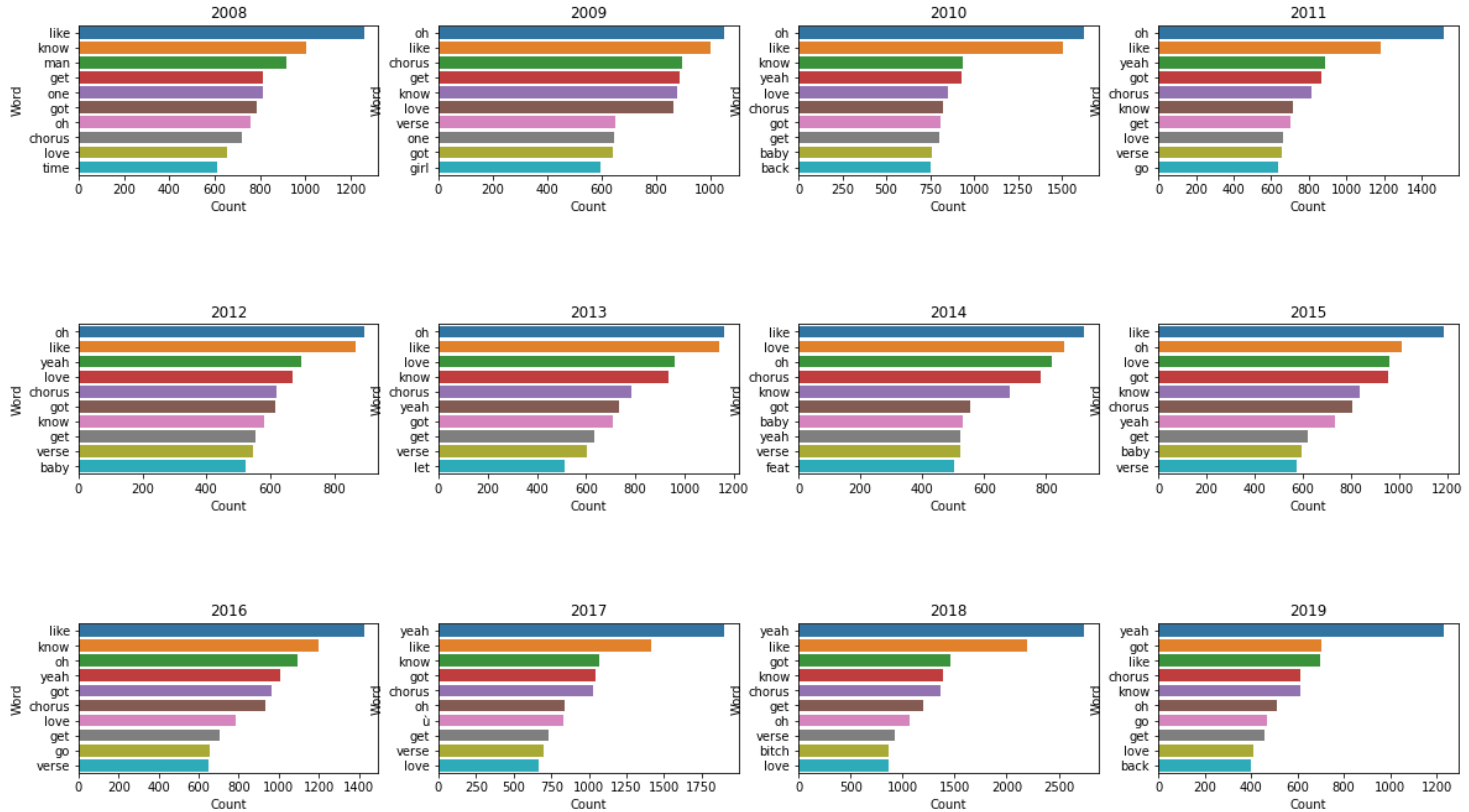 2008
like
know
man
get
one
got
oh
chorus
love
time
Word
0 200 400 600 800 1000 1200
Count
2009
oh
like
chorus
get
know
love
verse
one
got
girl
Word
0 200 400 600 800 1000
Count
2010
oh
like
know
yeah
love
chorus
got
get
baby
back
Word
0 250 500 750 1000 1250 1500
Count
2011
oh
like
yeah
got
chorus
know
get
love
verse
go
Word
0 200 400 600 800 1000 1200 1400
Count
2012
oh
like
yeah
love
chorus
got
know
get
verse
baby
Word
0 200 400 600 800
Count
2013
oh
like
love
know
chorus
yeah
got
get
verse
let
Word
0 200 400 600 800 1000 1200
Count
2014
like
love
oh
chorus
know
got
baby
yeah
verse
feat
Word
0 200 400 600 800
Count
2015
like
oh
love
got
know
chorus
yeah
get
baby
verse
Word
0 200 400 600 800 1000 1200
Count
2016
like
know
oh
yeah
got
chorus
love
get
go
verse
Word
0 200 400 600 800 1000 1200 1400
Count
2017
yeah
like
know
got
chorus
oh
ù
get
verse
love
Word
0 250 500 750 1000 1250 1500 1750
Count
2018
yeah
like
got
know
chorus
get
oh
verse
bitch
love
Word
0 500 1000 1500 2000 2500
Count
2019
yeah
got
like
chorus
know
oh
go
get
love
back
Word
0 200 400 600 800 1000 1200
Count